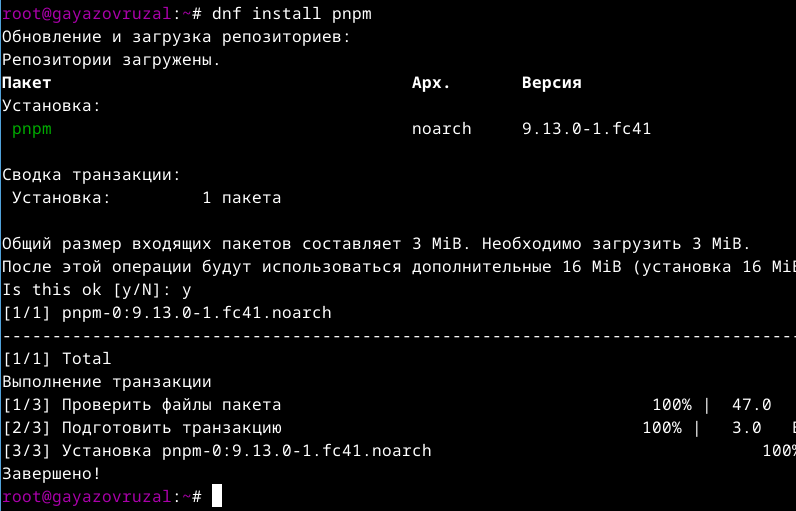 root@gayazovruzal:~# dnf install pnpm
Обновление и загрузка репозиториев:
Репозитории загружены.
Пакет Арх. Версия
Установка:
pnpm noarch 9.13.0-1.fc41
Сводка транзакции:
Установка: 1 пакета
Общий размер входящих пакетов составляет 3 MiB. Необходимо загрузить 3 MiB.
После этой операции будут использоваться дополнительные 16 MiB (установка 16 MiB
Is this ok [y/N]: y
[1/1] pnpm-0:9.13.0-1.fc41.noarch
--------------------------------------------------------------------------------
[1/1] Total
Выполнение транзакции
[1/3] Проверить файлы пакета 100% | 47.0
[2/3] Подготовить транзакцию 100% | 3.0
[3/3] Установка pnpm-0:9.13.0-1.fc41.noarch 100%
Завершено!
root@gayazovruzal:~#